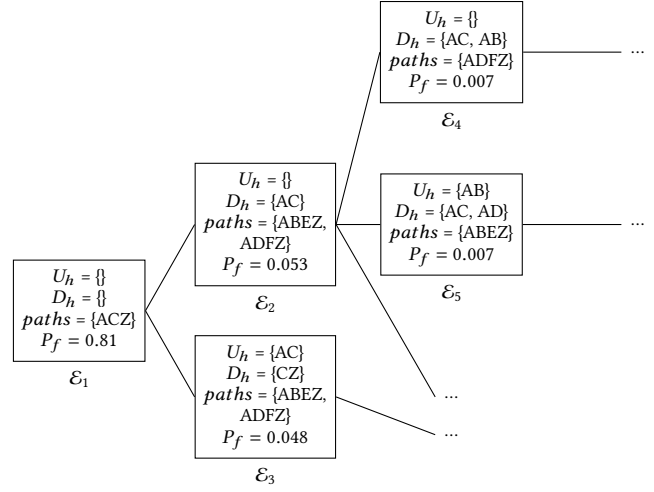 U_h = {}
D_h = {AC, AB}
paths = {ADFZ}
P_f = 0.007
...
ℰ₄
U_h = {}
D_h = {AC}
paths = {ABEZ,
ADFZ}
P_f = 0.053
ℰ₂
U_h = {AB}
D_h = {AC, AD}
paths = {ABEZ}
P_f = 0.007
...
ℰ₅
U_h = {}
D_h = {}
paths = {ACZ}
P_f = 0.81
ℰ₁
U_h = {AC}
D_h = {CZ}
paths = {ABEZ,
ADFZ}
P_f = 0.048
ℰ₃
...
...